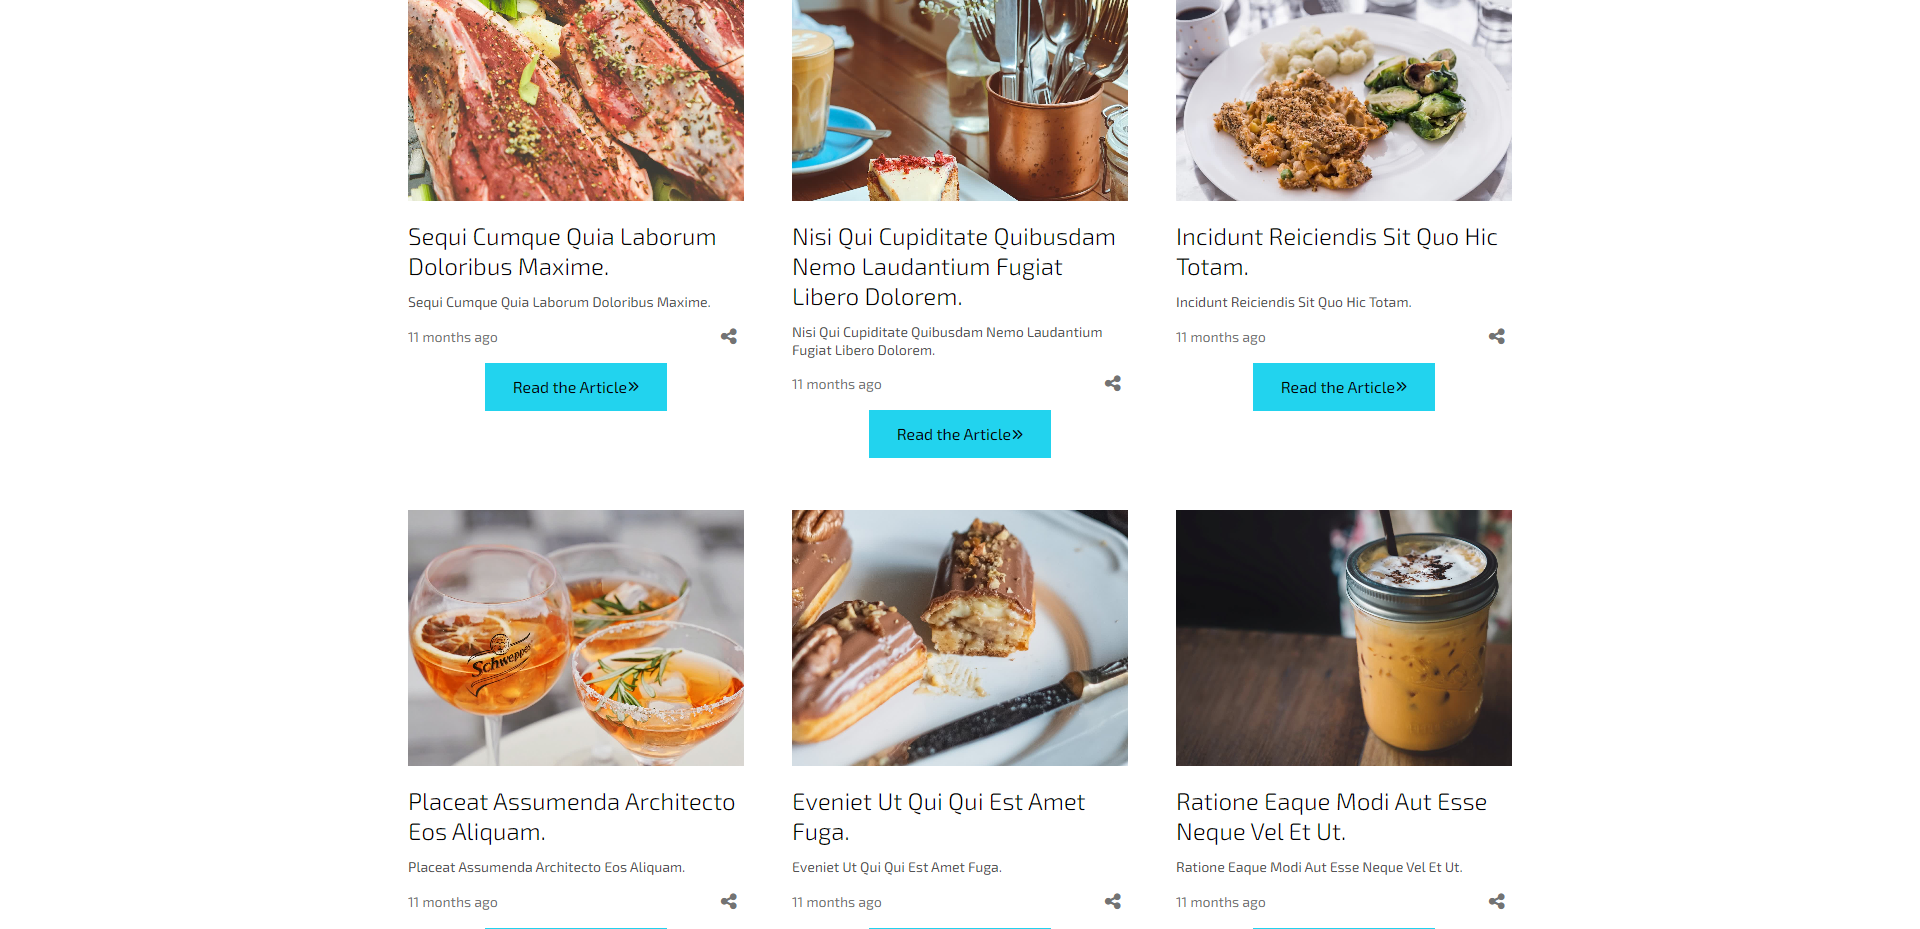 Sequi Cumque Quia Laborum
Doloribus Maxime.
Sequi Cumque Quia Laborum Doloribus Maxime.
11 months ago
Read the Article»
Nisi Qui Cupiditate Quibusdam
Nemo Laudantium Fugiat
Libero Dolorem.
Nisi Qui Cupiditate Quibusdam Nemo Laudantium
Fugiat Libero Dolorem.
11 months ago
Read the Article»
Incidunt Reiciendis Sit Quo Hic
Totam.
Incidunt Reiciendis Sit Quo Hic Totam.
11 months ago
Read the Article»
Schweppes
Placeat Assumenda Architecto
Eos Aliquam.
Placeat Assumenda Architecto Eos Aliquam.
11 months ago
Eveniet Ut Qui Qui Est Amet
Fuga.
Eveniet Ut Qui Qui Est Amet Fuga.
11 months ago
Ratione Eaque Modi Aut Esse
Neque Vel Et Ut.
Ratione Eaque Modi Aut Esse Neque Vel Et Ut.
11 months ago